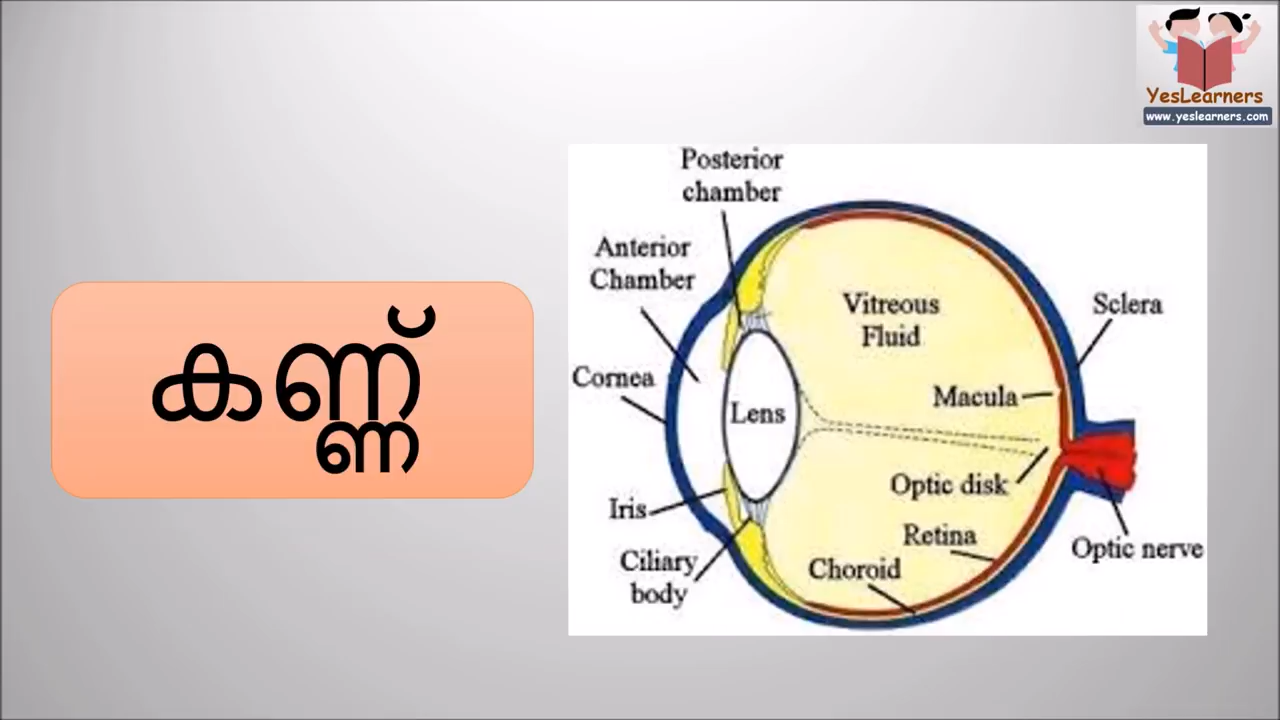 YesLearners
www.yeslearners.com
കണ്ണ്
Posterior
chamber
Anterior
Chamber
Cornea
Lens
Vitreous
Fluid
Sclera
Macula
Optic disk
Iris
Retina
Optic nerve
Ciliary
body
Choroid